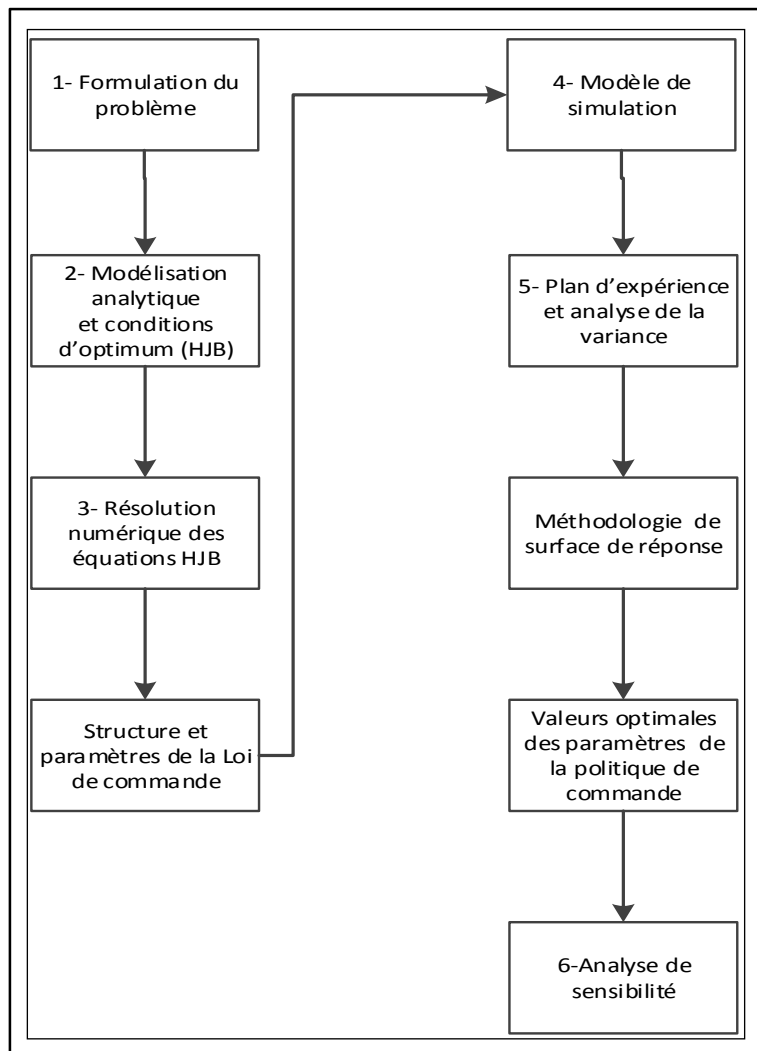 1- Formulation du
problème
2- Modélisation
analytique
et conditions
d'optimum (HJB)
3- Résolution
numérique des
équations HJB
Structure et
paramètres de la Loi
de commande
4- Modèle de
simulation
5- Plan d'expérience
et analyse de la
variance
Méthodologie de
surface de réponse
Valeurs optimales
des paramètres de
la politique de
commande
6-Analyse de
sensibilité